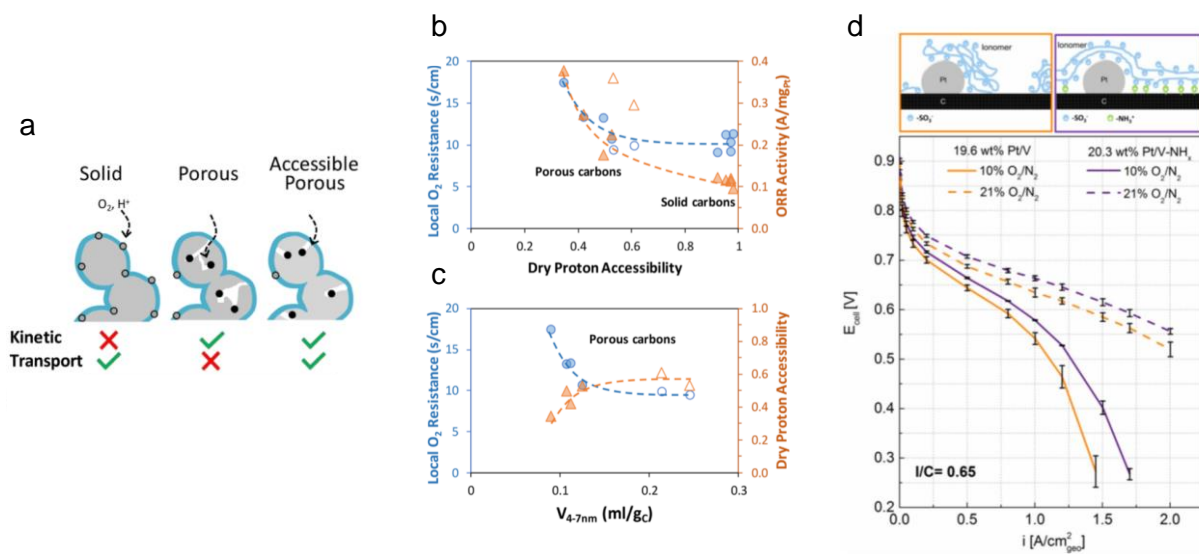 a
Solid
Porous
Accessible
Porous
O₂, H⁺
Kinetic
Transport
b
Local O₂ Resistance (s/cm)
20
15
10
5
0
Porous carbons
Solid carbons
0.4
0.3
0.2
0.1
0
ORR Activity (A/mgPt)
0 0.2 0.4 0.6 0.8 1
Dry Proton Accessibility
c
Local O₂ Resistance (s/cm)
20
15
10
5
0
Porous carbons
1.0
0.8
0.6
0.4
0.2
0.0
Dry Proton Accessibility
0 0.1 0.2 0.3
V4-7nm (ml/gC)
d
Ionomer
Pt
C
-SO₃⁻
Ionomer
Pt
C
-SO₃⁻ -NH₃⁺
19.6 wt% Pt/V
10% O₂/N₂
21% O₂/N₂
20.3 wt% Pt/V-NHₓ
10% O₂/N₂
21% O₂/N₂
Ecell [V]
0.9
0.8
0.7
0.6
0.5
0.4
0.3
0.2
I/C= 0.65
0.0 0.5 1.0 1.5 2.0
i [A/cm²geo]